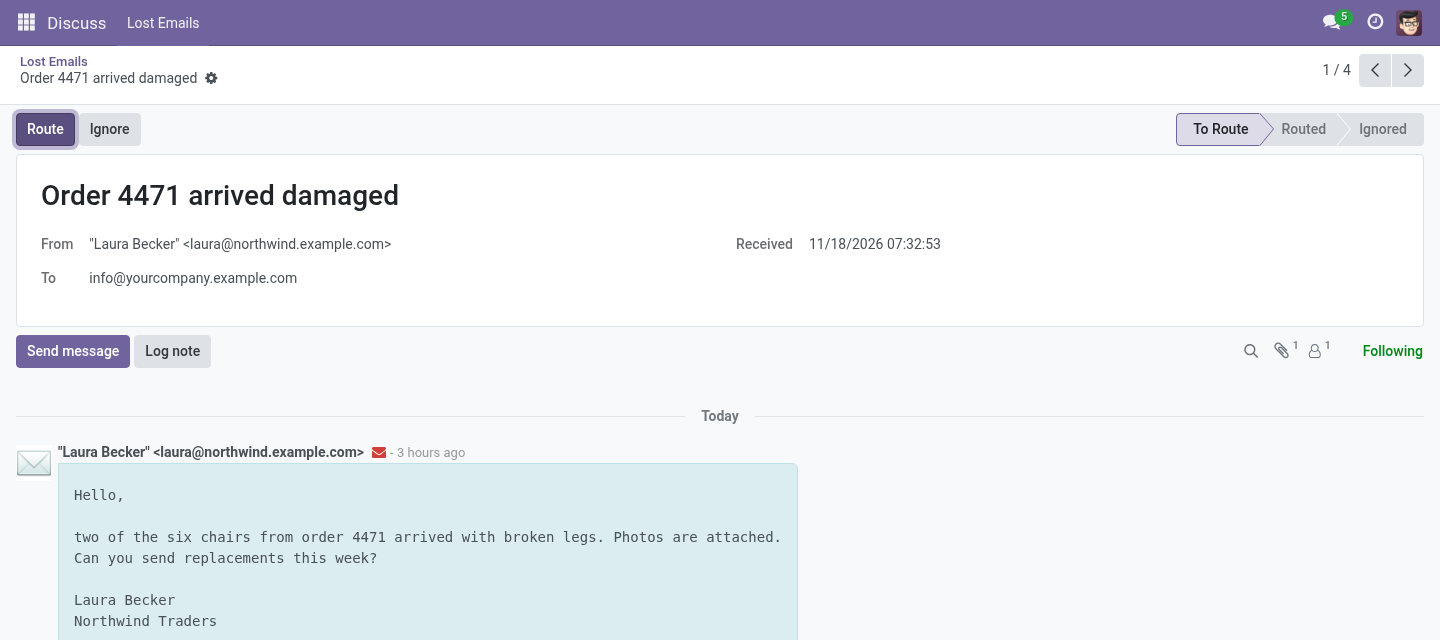 Discuss Lost Emails 5
Lost Emails
Order 4471 arrived damaged
1 / 4
Route Ignore To Route Routed Ignored
Order 4471 arrived damaged
From "Laura Becker" <laura@northwind.example.com> Received 11/18/2026 07:32:53
To info@yourcompany.example.com
Send message Log note 1 1 Following
Today
"Laura Becker" <laura@northwind.example.com> - 3 hours ago
Hello,
two of the six chairs from order 4471 arrived with broken legs. Photos are attached.
Can you send replacements this week?
Laura Becker
Northwind Traders